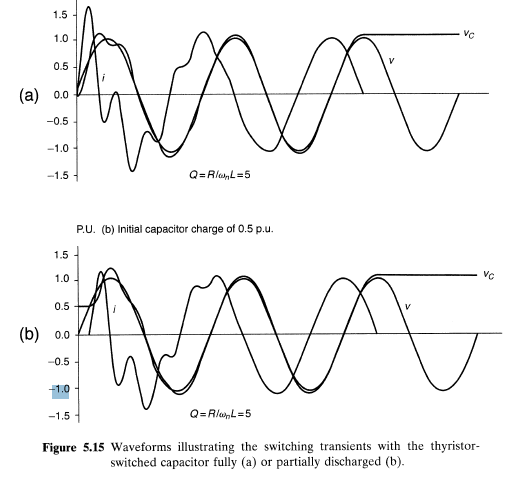 1.5
1.0
0.5
0.0
−0.5
−1.0
−1.5
(a)
i
v_C
v
Q=R/ω_nL=5
P.U. (b) Initial capacitor charge of 0.5 p.u.
1.5
1.0
0.5
0.0
−0.5
−1.0
−1.5
(b)
i
v_C
v
Q=R/ω_nL=5
Figure 5.15 Waveforms illustrating the switching transients with the thyristor-
switched capacitor fully (a) or partially discharged (b).